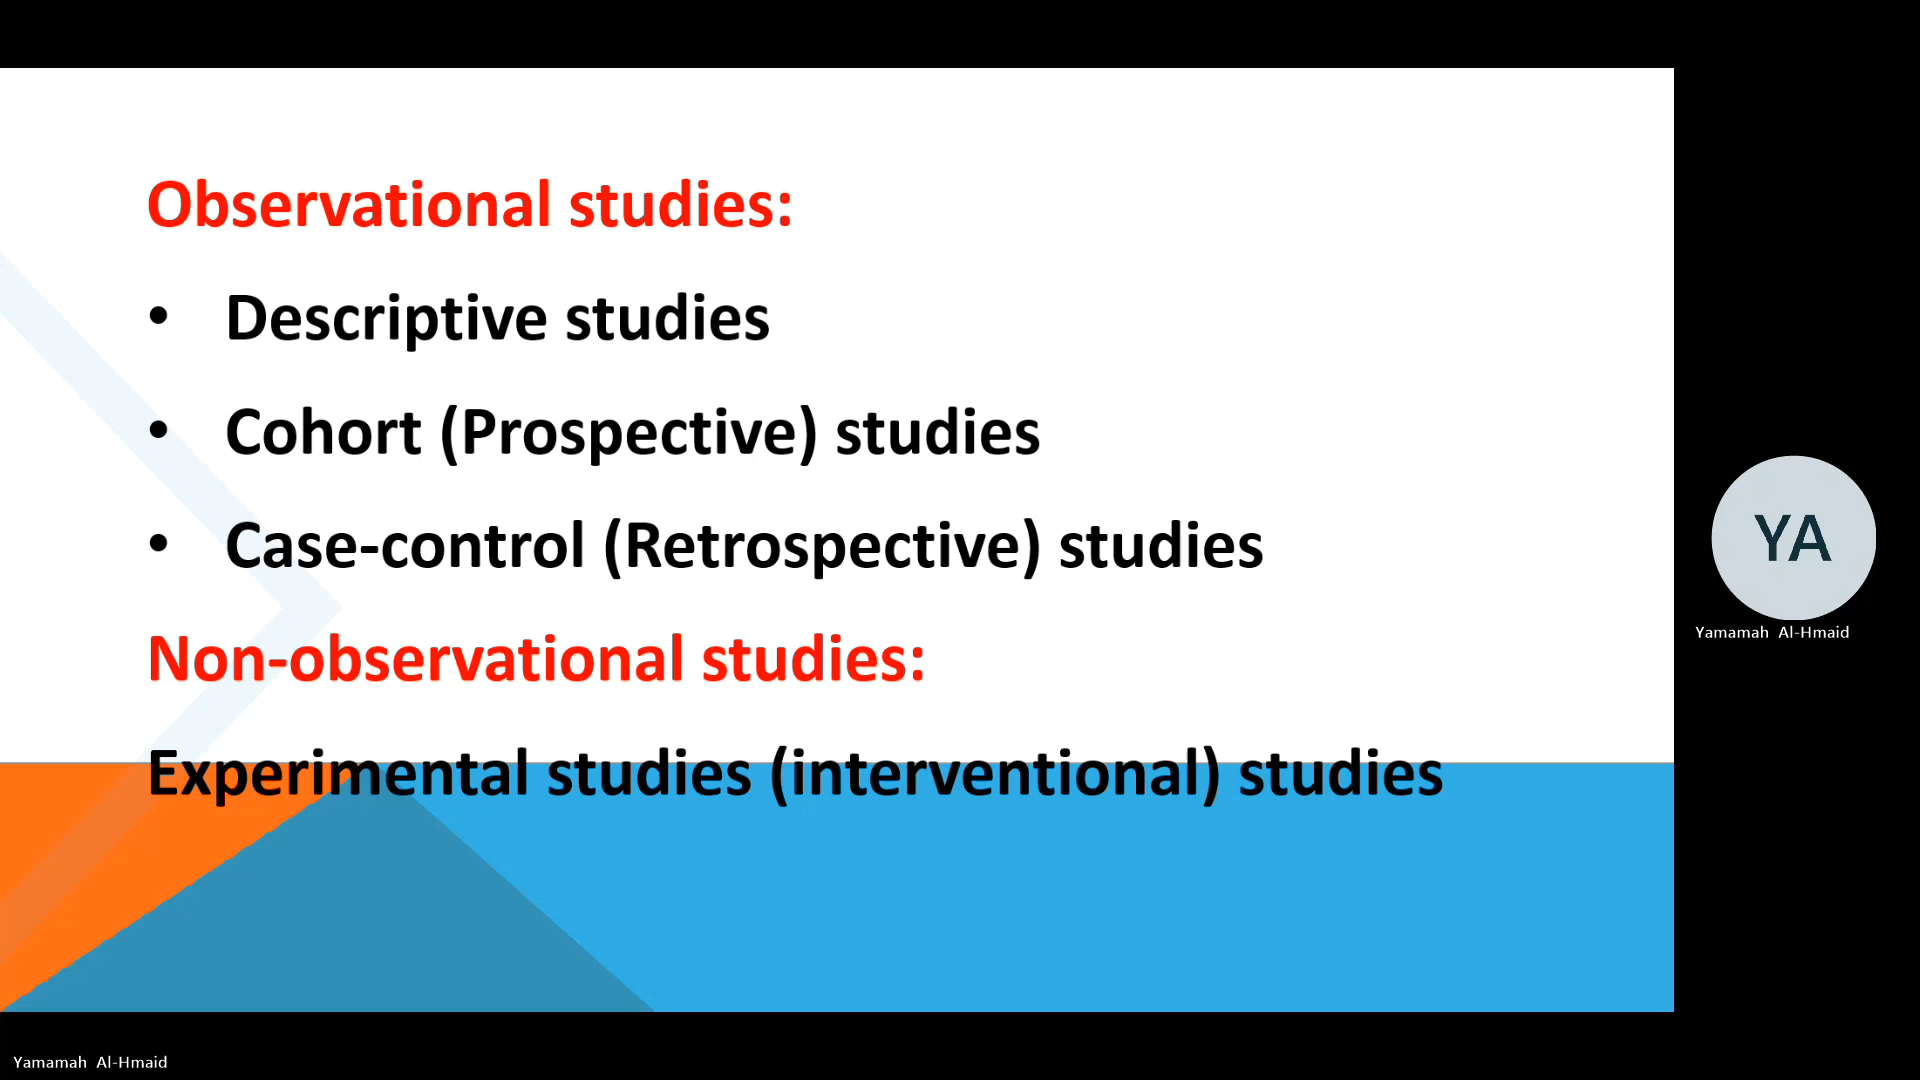 Observational studies:
• Descriptive studies
• Cohort (Prospective) studies
• Case-control (Retrospective) studies
Non-observational studies:
Experimental studies (interventional) studies
YA
Yamamah Al-Hmaid
Yamamah Al-Hmaid